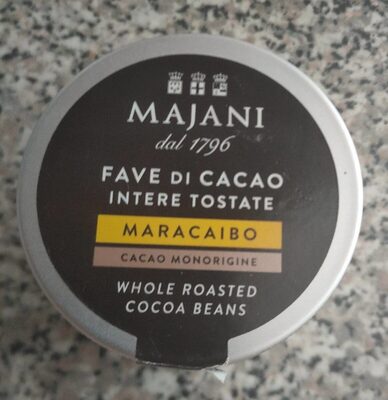 MAJANI
dal 1796
FAVE DI CACAO
INTERE TOSTATE
MARACAIBO
CACAO MONORIGINE
WHOLE ROASTED
COCOA BEANS